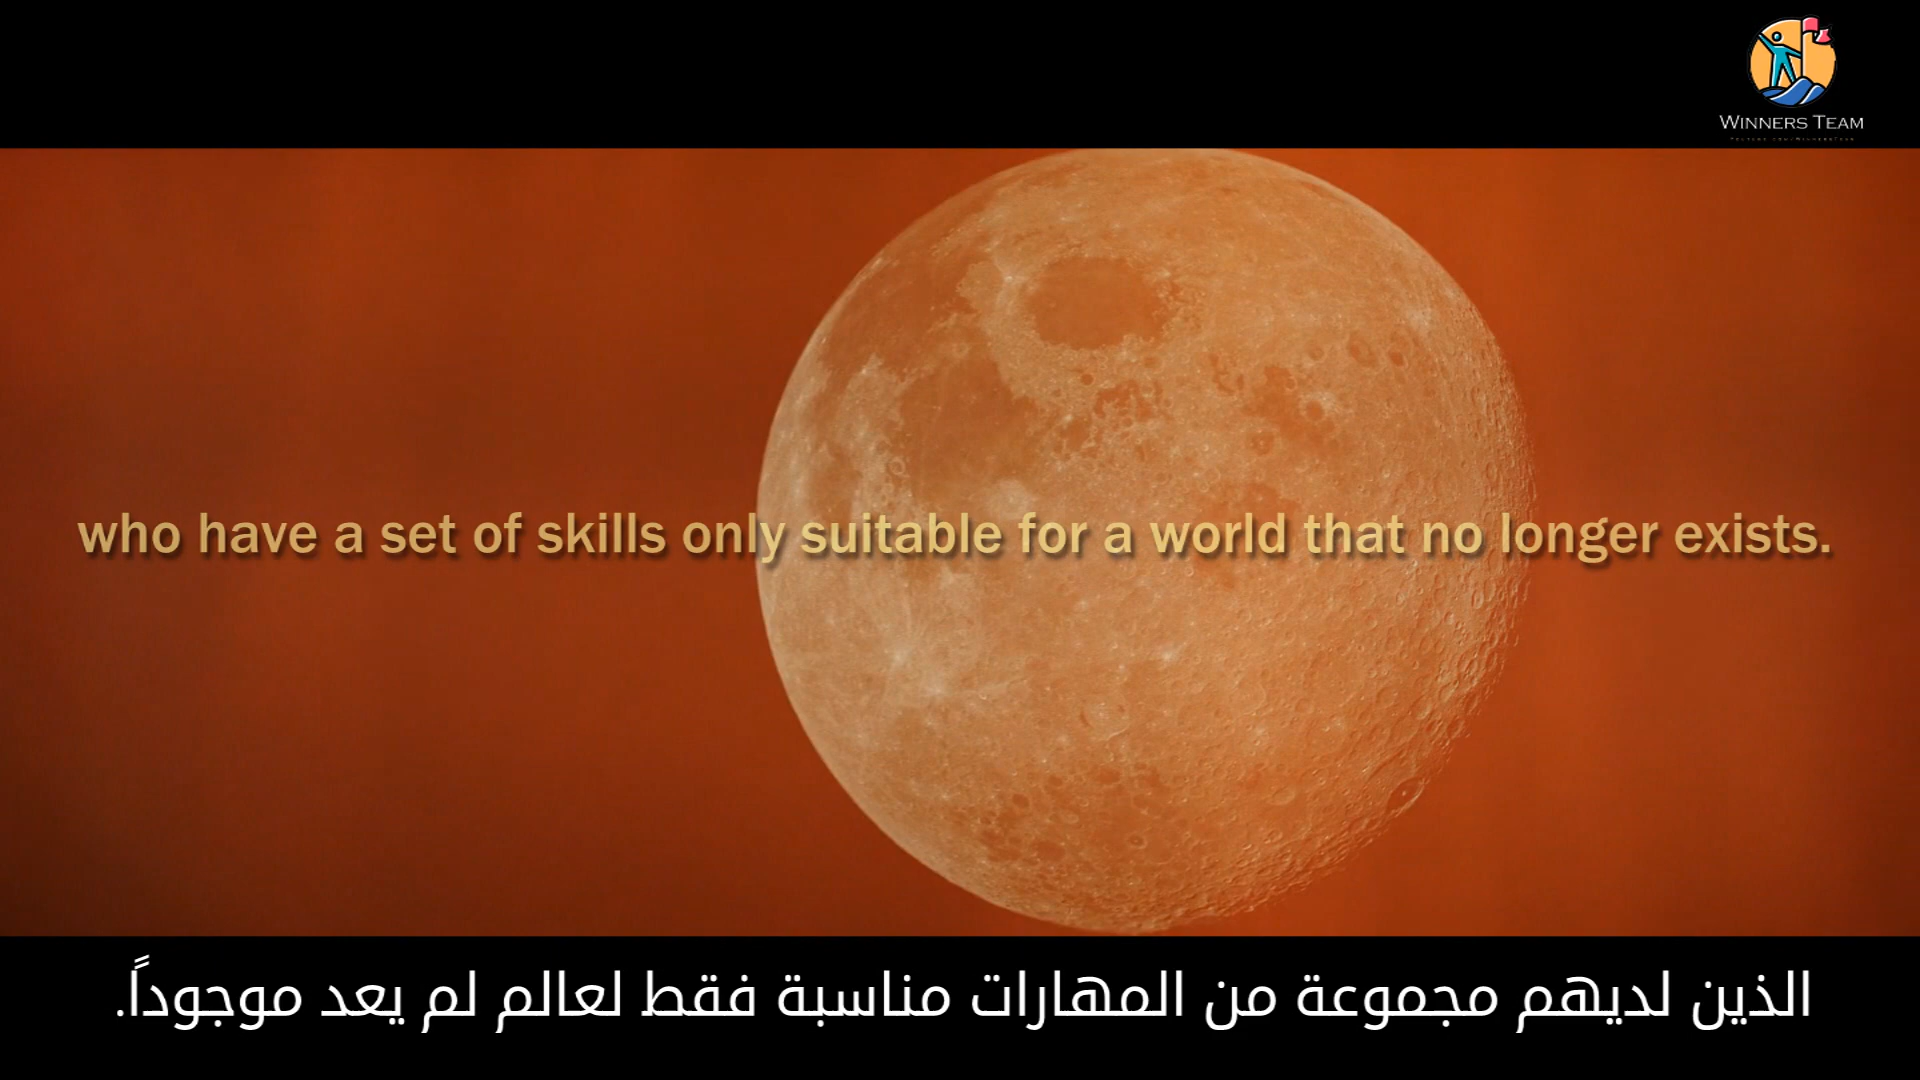 WINNERS TEAM
who have a set of skills only suitable for a world that no longer exists.
الذين لديهم مجموعة من المهارات مناسبة فقط لعالم لم يعد موجوداً.